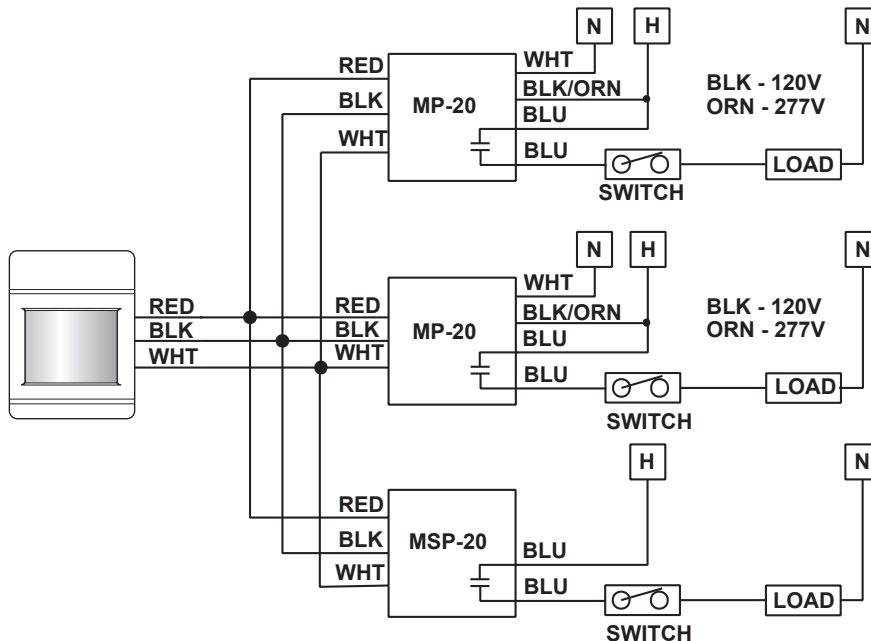 N H N
RED WHT
BLK/ORN
BLK MP-20 BLU
WHT BLU
BLK - 120V
ORN - 277V
SWITCH LOAD
N H N
RED RED WHT
BLK BLK MP-20 BLK/ORN
WHT WHT BLU
BLU
BLK - 120V
ORN - 277V
SWITCH LOAD
H N
RED
BLK MSP-20 BLU
WHT BLU
SWITCH LOAD